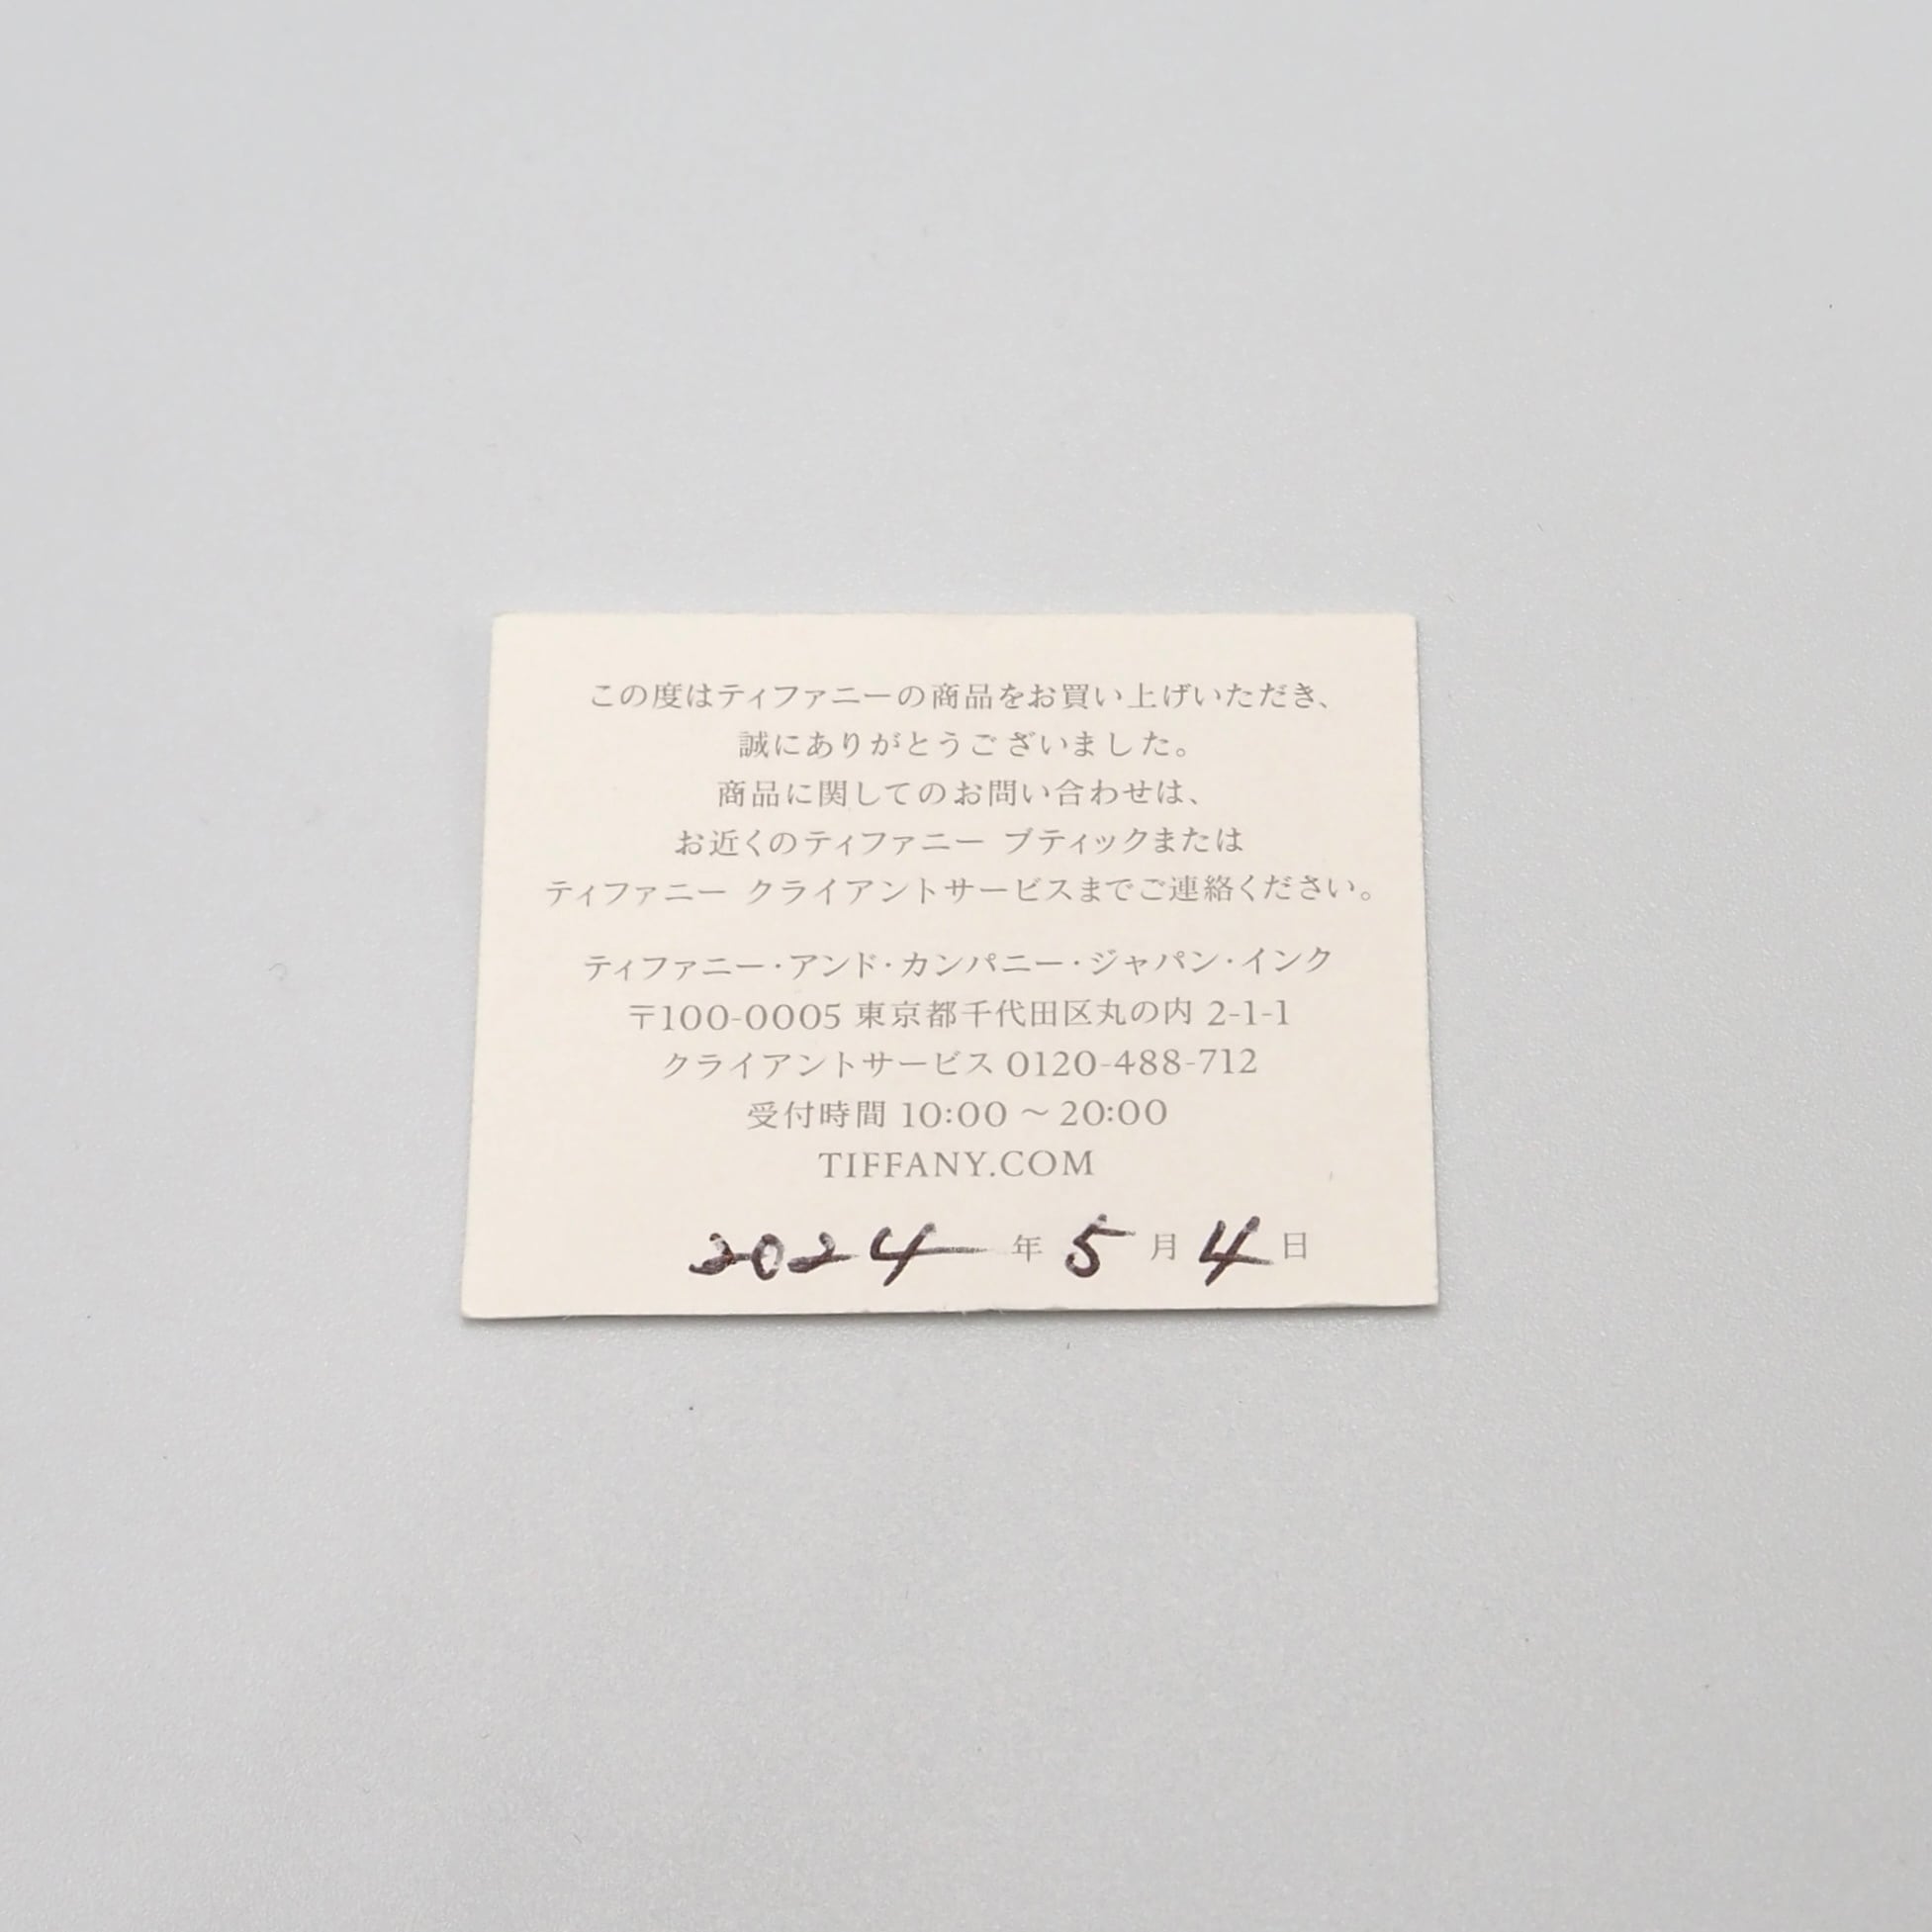 この度はティファニーの商品をお買い上げいただき、
誠にありがとうございました。
商品に関してのお問い合わせは、
お近くのティファニー ブティックまたは
ティファニー クライアントサービスまでご連絡ください。
ティファニー・アンド・カンパニー・ジャパン・インク
〒100-0005 東京都千代田区丸の内 2-1-1
クライアントサービス 0120-488-712
受付時間 10:00 〜 20:00
TIFFANY.COM
2024 年 5 月 4 日